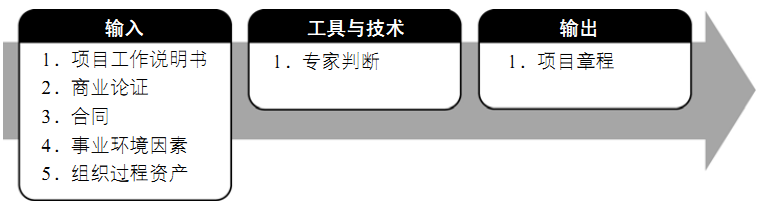 输入
1．项目工作说明书
2．商业论证
3．合同
4．事业环境因素
5．组织过程资产
工具与技术
1．专家判断
输出
1．项目章程